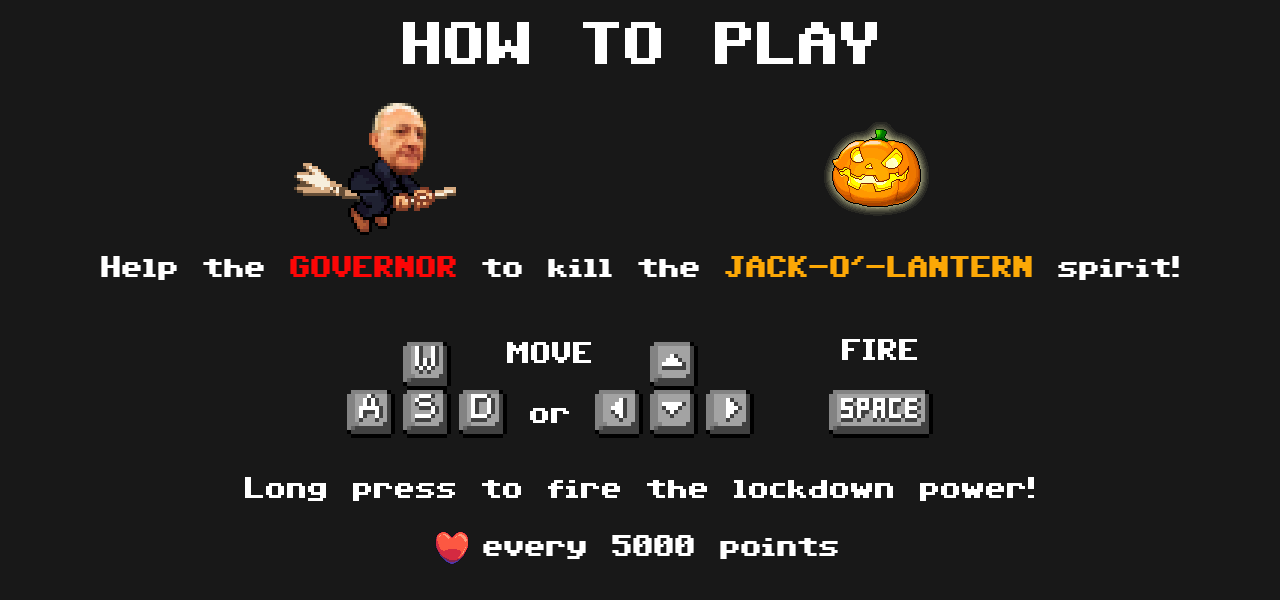 HOW TO PLAY
Help the GOVERNOR to kill the JACK-O'-LANTERN spirit!
W MOVE FIRE
A S D or SPACE
Long press to fire the lockdown power!
every 5000 points